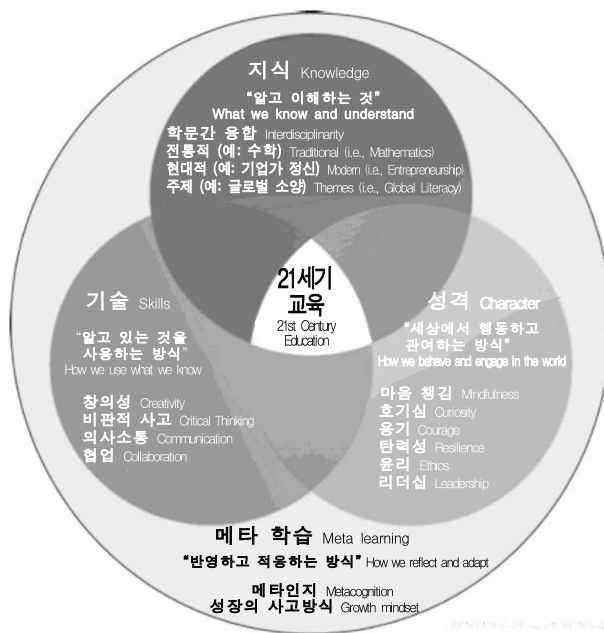 지식 Knowledge
“알고 이해하는 것”
What we know and understand
학문간 융합 Interdisciplinarity
전통적 (예: 수학) Traditional (i.e., Mathematics)
현대적 (예: 기업가 정신) Modern (i.e., Entrepreneurship)
주제 (예: 글로벌 소양) Themes (i.e., Global Literacy)
21세기
교육
21st Century
Education
기술 Skills
“알고 있는 것을
사용하는 방식”
How we use what we know
창의성 Creativity
비판적 사고 Critical Thinking
의사소통 Communication
협업 Collaboration
성격 Character
“세상에서 행동하고
관여하는 방식”
How we behave and engage in the world
마음 챙김 Mindfulness
호기심 Curiosity
용기 Courage
탄력성 Resilience
윤리 Ethics
리더십 Leadership
메타 학습 Meta learning
“반영하고 적응하는 방식” How we reflect and adapt
메타인지 Metacognition
성장의 사고방식 Growth mindset